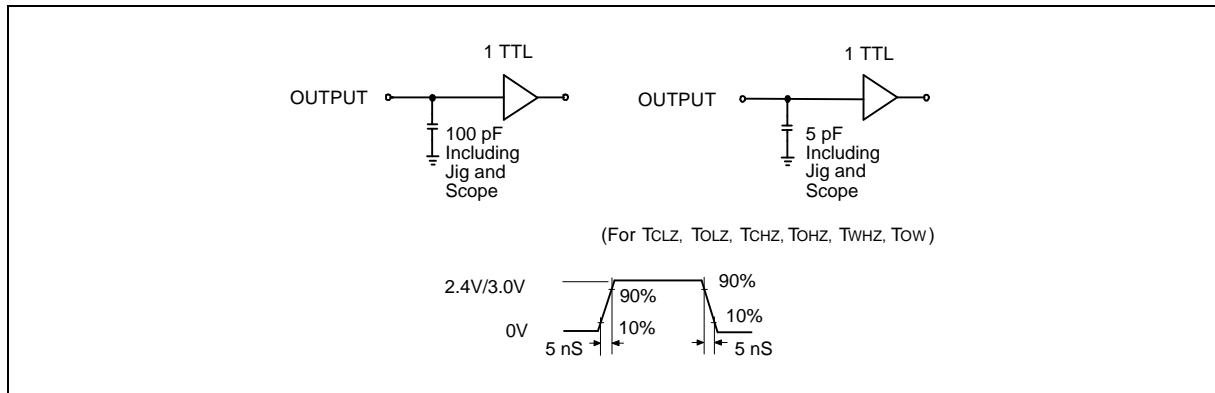 1 TTL
OUTPUT
100 pF
Including
Jig and
Scope
1 TTL
OUTPUT
5 pF
Including
Jig and
Scope
(For TCLZ, TOLZ, TCHZ, TOHZ, TWHZ, TOW)
2.4V/3.0V
90%
90%
0V
10%
10%
5 nS
5 nS